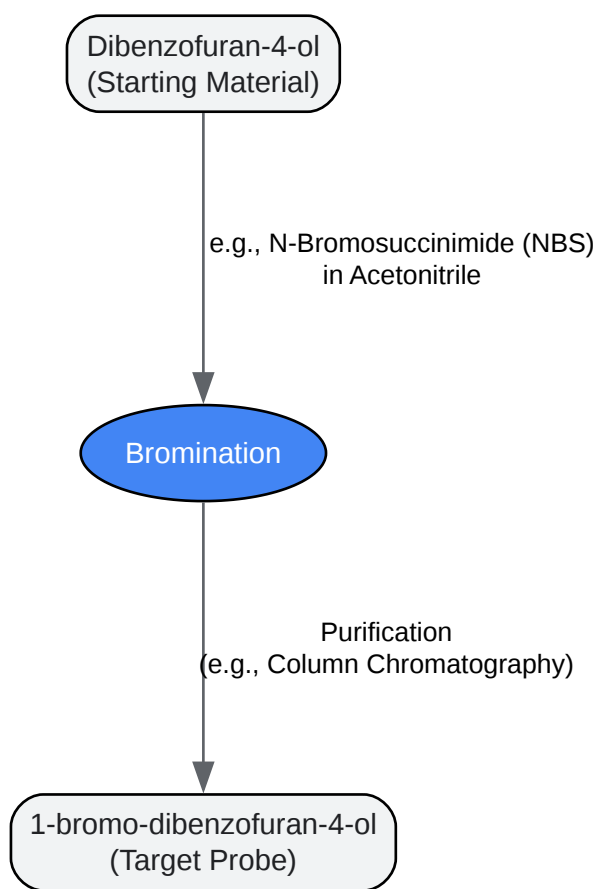 Dibenzofuran-4-ol
(Starting Material)
e.g., N-Bromosuccinimide (NBS)
in Acetonitrile
Bromination
Purification
(e.g., Column Chromatography)
1-bromo-dibenzofuran-4-ol
(Target Probe)